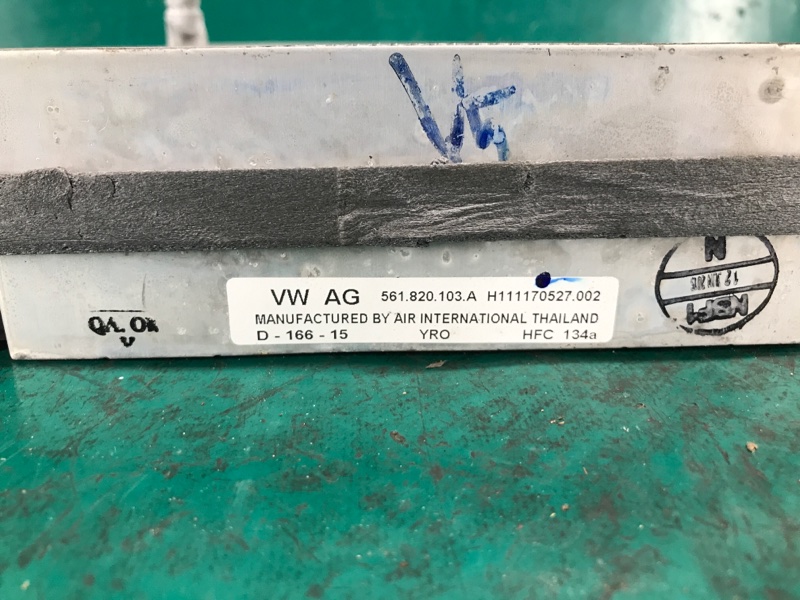 VW AG 561.820.103.A H111170527.002
MANUFACTURED BY AIR INTERNATIONAL THAILAND
D - 166 - 15 YRO HFC 134a
QA. OK
N
NSF1